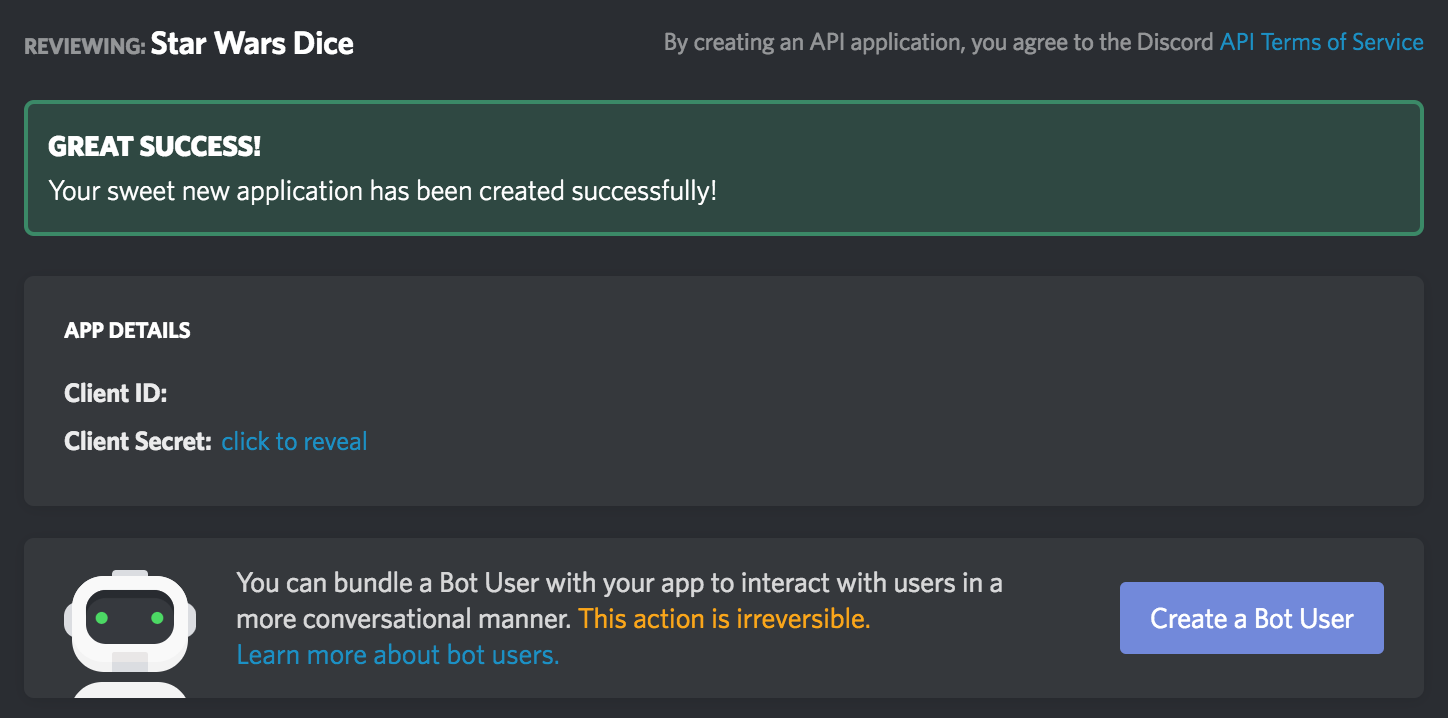 REVIEWING: Star Wars Dice
By creating an API application, you agree to the Discord API Terms of Service
GREAT SUCCESS!
Your sweet new application has been created successfully!
APP DETAILS
Client ID:
Client Secret: click to reveal
You can bundle a Bot User with your app to interact with users in a
more conversational manner. This action is irreversible.
Learn more about bot users.
Create a Bot User